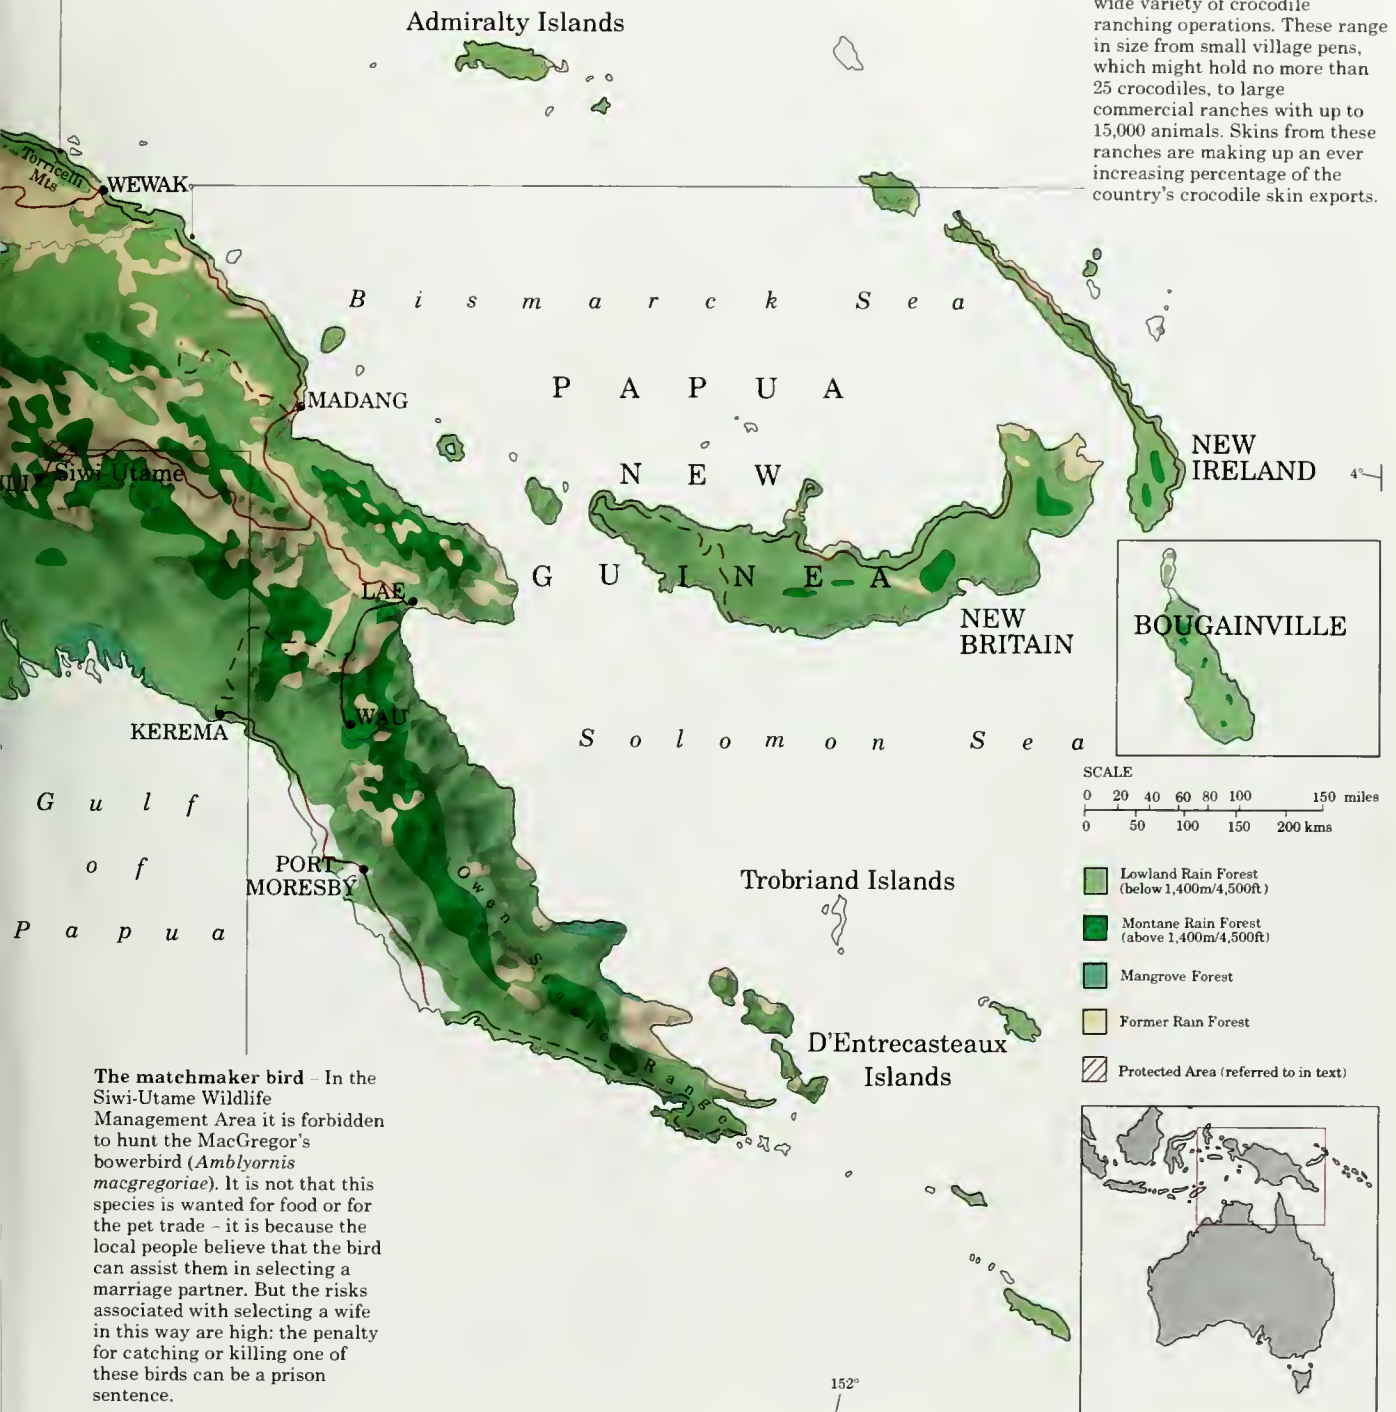 wide variety of crocodile
ranching operations. These range
in size from small village pens,
which might hold no more than
25 crocodiles, to large
commercial ranches with up to
15,000 animals. Skins from these
ranches are making up an ever
increasing percentage of the
country's crocodile skin exports.
Admiralty Islands
Torricelli
Mts
WEWAK
Bismarck Sea
PAPUA
MADANG
NEW
IRELAND
NEW
Siwi-Utame
4°
GUINEA
LAE
NEW
BRITAIN
BOUGAINVILLE
WAU
KEREMA
Solomon Sea
Gulf
of
Papua
SCALE
0 20 40 60 80 100 150 miles
0 50 100 150 200 kms
PORT
MORESBY
Owen Stanley Range
Trobriand Islands
Lowland Rain Forest
(below 1,400m/4,500ft)
Montane Rain Forest
(above 1,400m/4,500ft)
Mangrove Forest
Former Rain Forest
Protected Area (referred to in text)
D'Entrecasteaux
Islands
The matchmaker bird – In the
Siwi-Utame Wildlife
Management Area it is forbidden
to hunt the MacGregor's
bowerbird (Amblyornis
macgregoriae). It is not that this
species is wanted for food or for
the pet trade – it is because the
local people believe that the bird
can assist them in selecting a
marriage partner. But the risks
associated with selecting a wife
in this way are high: the penalty
for catching or killing one of
these birds can be a prison
sentence.
152°